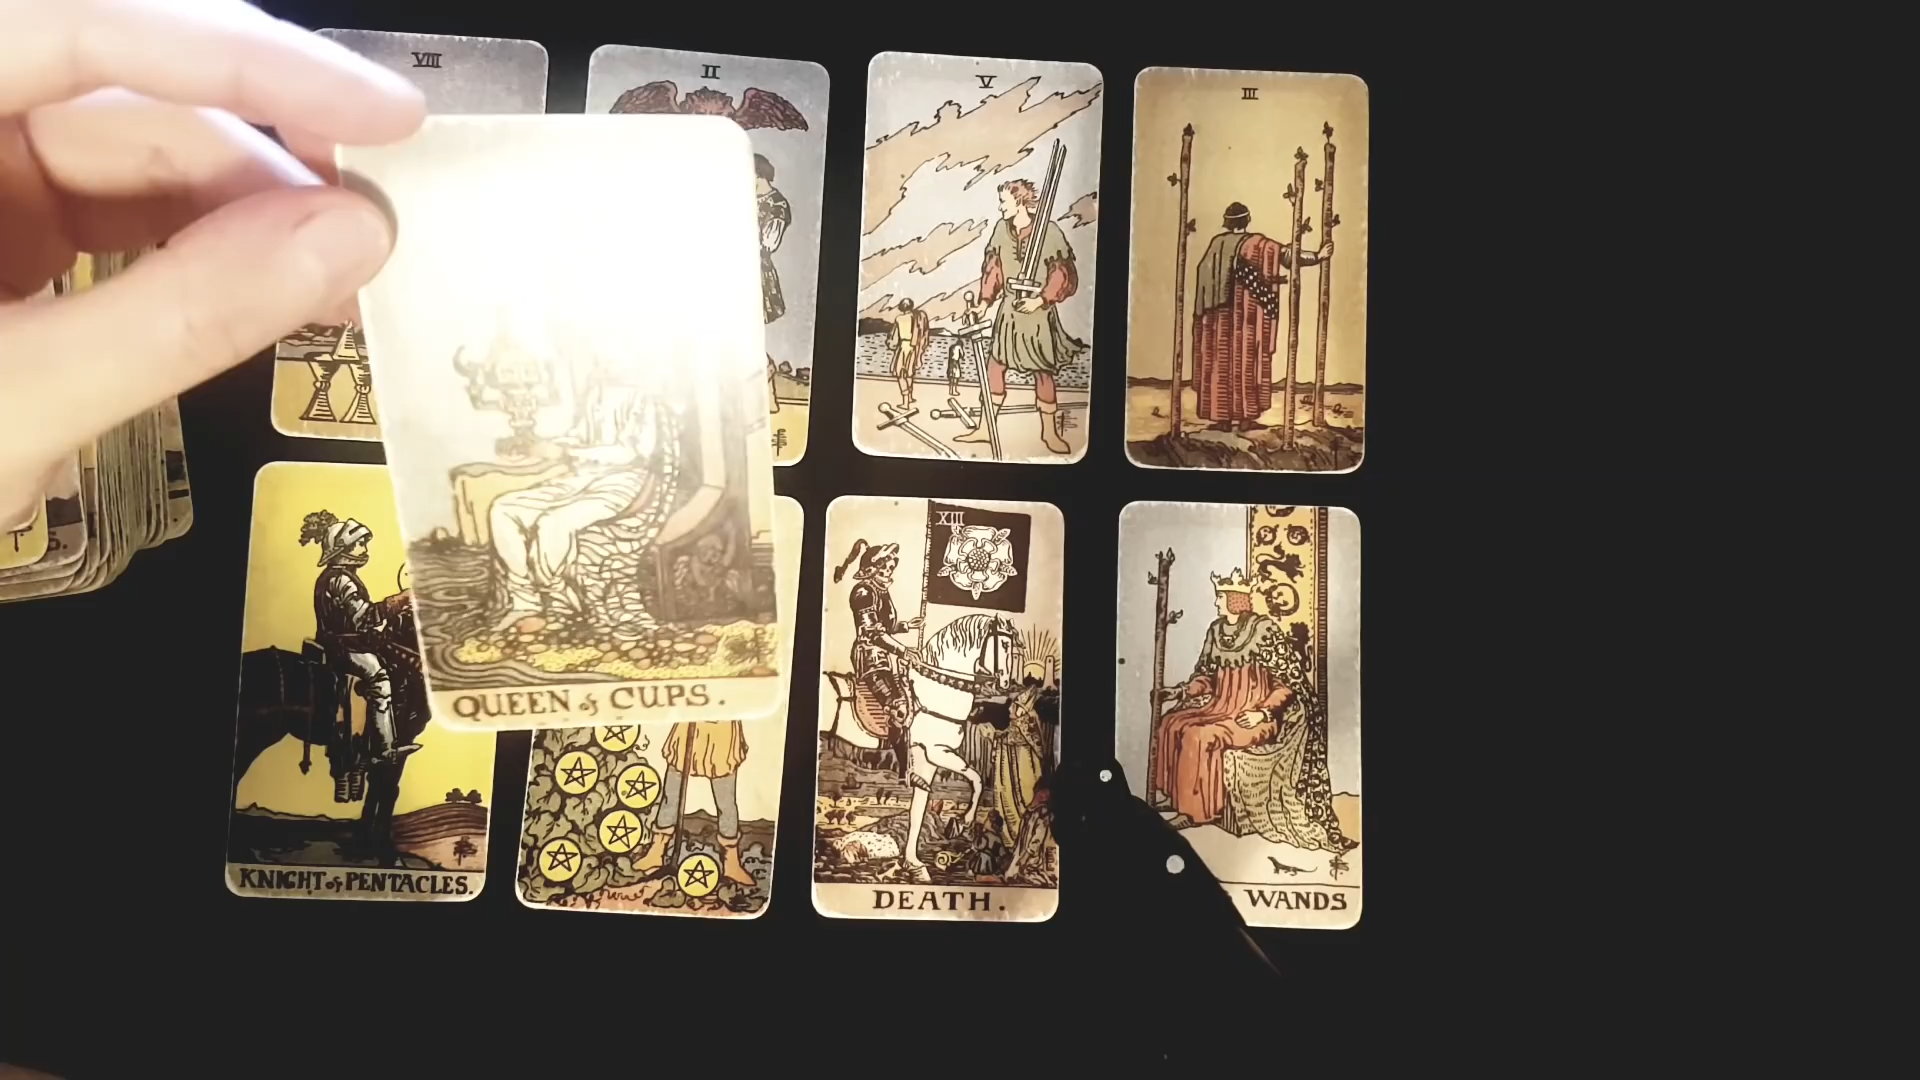 VIII
II
V
III
QUEEN of CUPS.
XIII
KNIGHT of PENTACLES.
DEATH.
WANDS